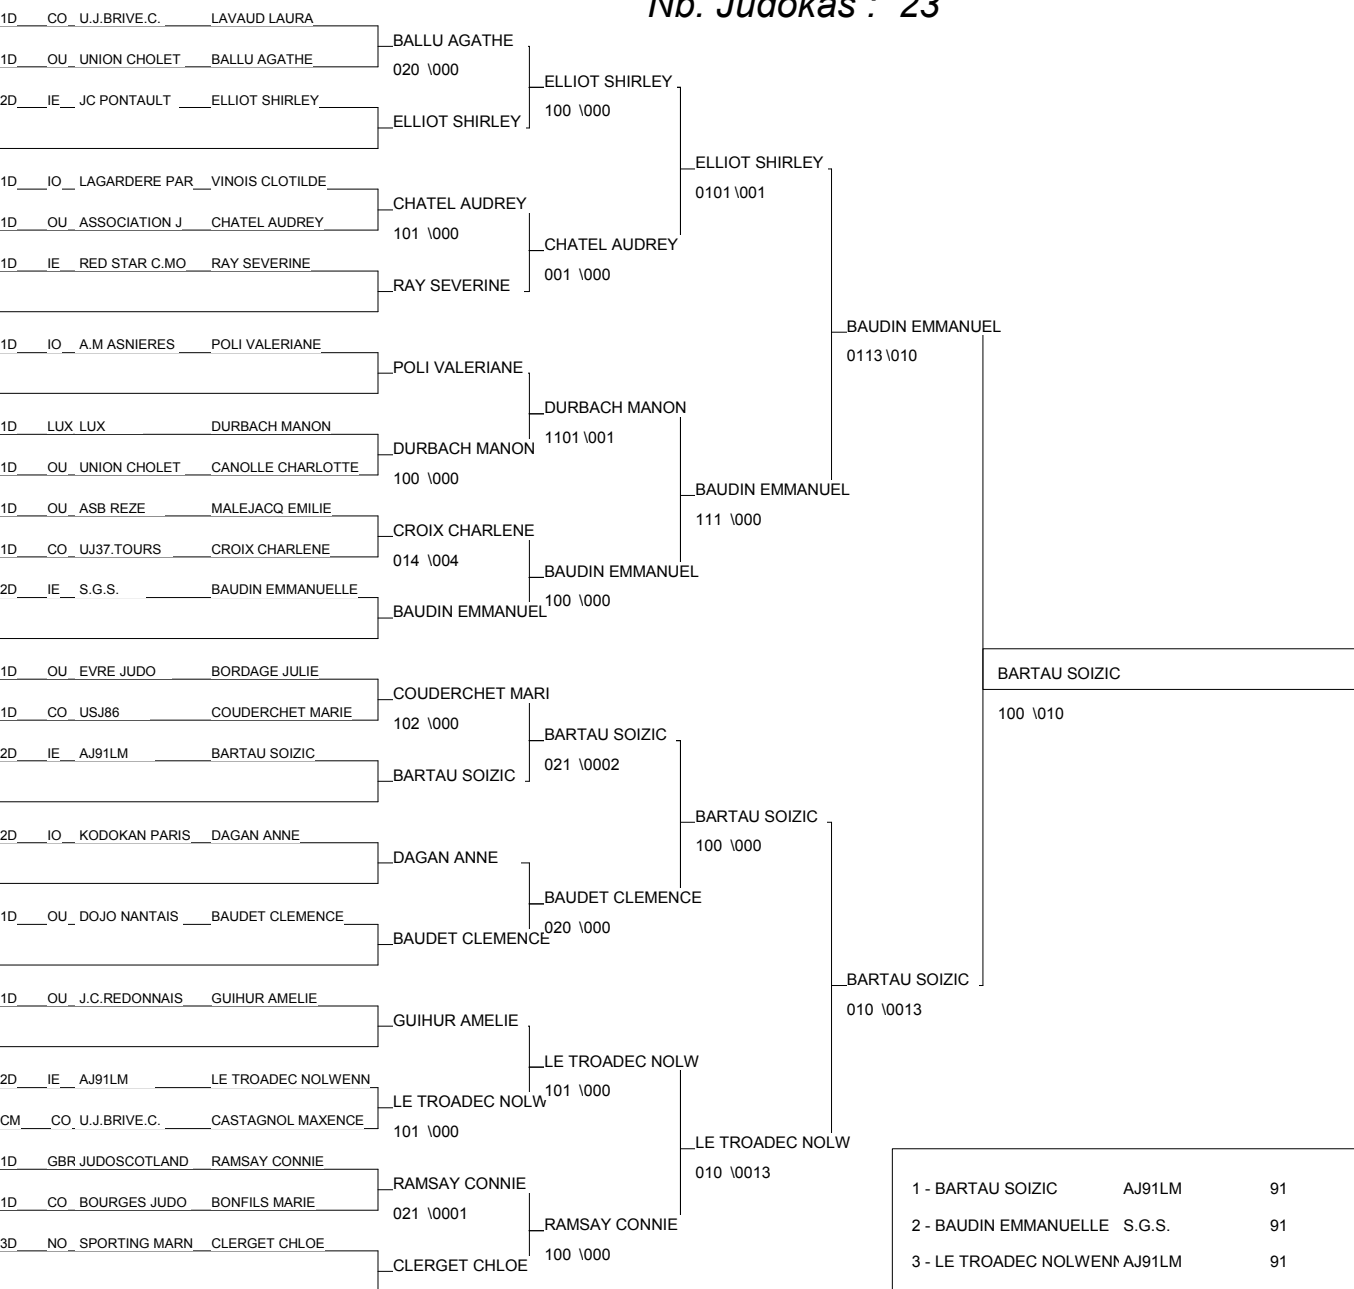 Nb. Judokas : 23
1D CO U.J.BRIVE.C. LAVAUD LAURA
BALLU AGATHE
1D OU UNION CHOLET BALLU AGATHE
020 \000
ELLIOT SHIRLEY
2D IE JC PONTAULT ELLIOT SHIRLEY
100 \000
ELLIOT SHIRLEY
ELLIOT SHIRLEY
1D IO LAGARDERE PAR VINOIS CLOTILDE
0101 \001
CHATEL AUDREY
1D OU ASSOCIATION J CHATEL AUDREY
101 \000
CHATEL AUDREY
1D IE RED STAR C.MO RAY SEVERINE
001 \000
RAY SEVERINE
BAUDIN EMMANUEL
1D IO A.M ASNIERES POLI VALERIANE
0113 \010
POLI VALERIANE
DURBACH MANON
1D LUX LUX DURBACH MANON
1101 \001
DURBACH MANON
1D OU UNION CHOLET CANOLLE CHARLOTTE
100 \000
BAUDIN EMMANUEL
1D OU ASB REZE MALEJACQ EMILIE
111 \000
CROIX CHARLENE
1D CO UJ37.TOURS CROIX CHARLENE
014 \004
BAUDIN EMMANUEL
2D IE S.G.S. BAUDIN EMMANUELLE
100 \000
BAUDIN EMMANUEL
1D OU EVRE JUDO BORDAGE JULIE
BARTAU SOIZIC
COUDERCHET MARI
1D CO USJ86 COUDERCHET MARIE
100 \010
102 \000
BARTAU SOIZIC
2D IE AJ91LM BARTAU SOIZIC
021 \0002
BARTAU SOIZIC
BARTAU SOIZIC
2D IO KODOKAN PARIS DAGAN ANNE
100 \000
DAGAN ANNE
BAUDET CLEMENCE
1D OU DOJO NANTAIS BAUDET CLEMENCE
020 \000
BAUDET CLEMENCE
BARTAU SOIZIC
1D OU J.C.REDONNAIS GUIHUR AMELIE
010 \0013
GUIHUR AMELIE
LE TROADEC NOLW
2D IE AJ91LM LE TROADEC NOLWENN
101 \000
LE TROADEC NOLW
CM CO U.J.BRIVE.C. CASTAGNOL MAXENCE
101 \000
LE TROADEC NOLW
1D GBR JUDOSCOTLAND RAMSAY CONNIE
010 \0013
RAMSAY CONNIE
1D CO BOURGES JUDO BONFILS MARIE
021 \0001
RAMSAY CONNIE
3D NO SPORTING MARN CLERGET CHLOE
100 \000
CLERGET CHLOE
1 - BARTAU SOIZIC AJ91LM 91
2 - BAUDIN EMMANUELLE S.G.S. 91
3 - LE TROADEC NOLWENN AJ91LM 91